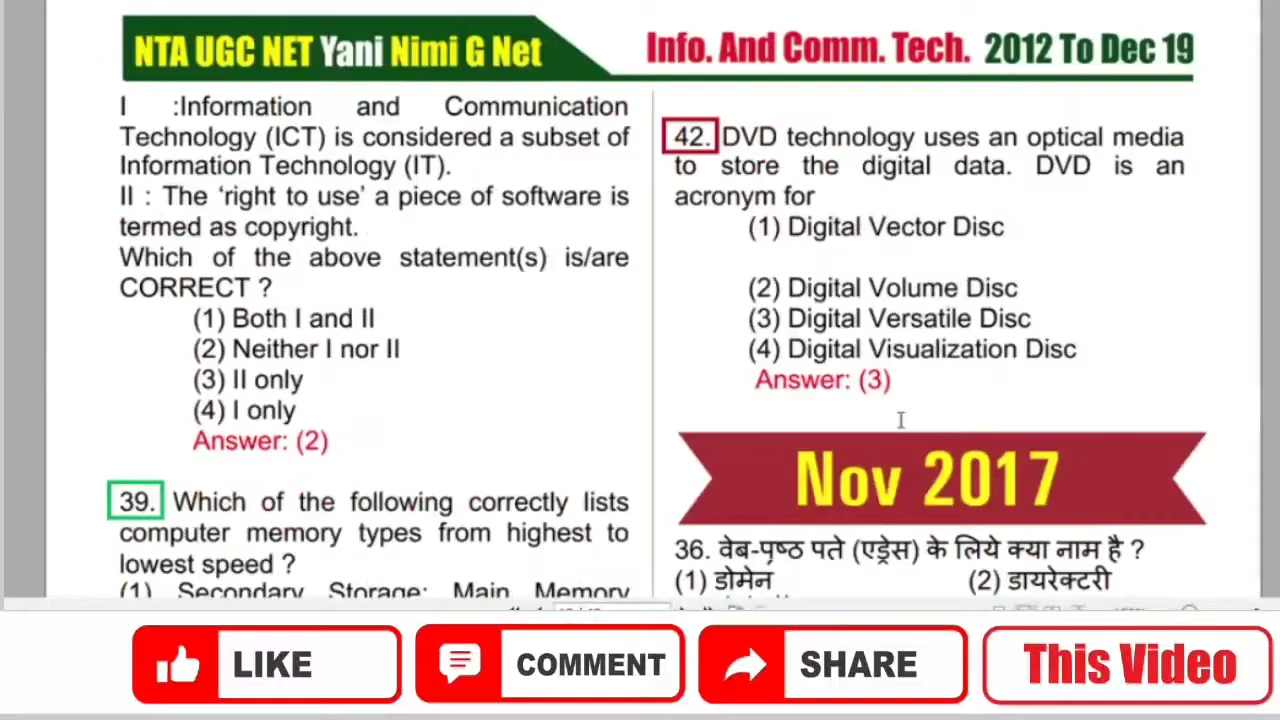 NTA UGC NET Yani Nimi G Net
Info. And Comm. Tech. 2012 To Dec 19
I :Information and Communication
Technology (ICT) is considered a subset of
Information Technology (IT).
II : The ‘right to use’ a piece of software is
termed as copyright.
Which of the above statement(s) is/are
CORRECT ?
(1) Both I and II
(2) Neither I nor II
(3) II only
(4) I only
Answer: (2)
39. Which of the following correctly lists
computer memory types from highest to
lowest speed ?
(1) Secondary Storage; Main Memory
42. DVD technology uses an optical media
to store the digital data. DVD is an
acronym for
(1) Digital Vector Disc
(2) Digital Volume Disc
(3) Digital Versatile Disc
(4) Digital Visualization Disc
Answer: (3)
Nov 2017
36. वेब-पृष्ठ पते (एड्रेस) के लिये क्या नाम है ?
(1) डोमेन (2) डायरेक्टरी
LIKE
COMMENT
SHARE
This Video